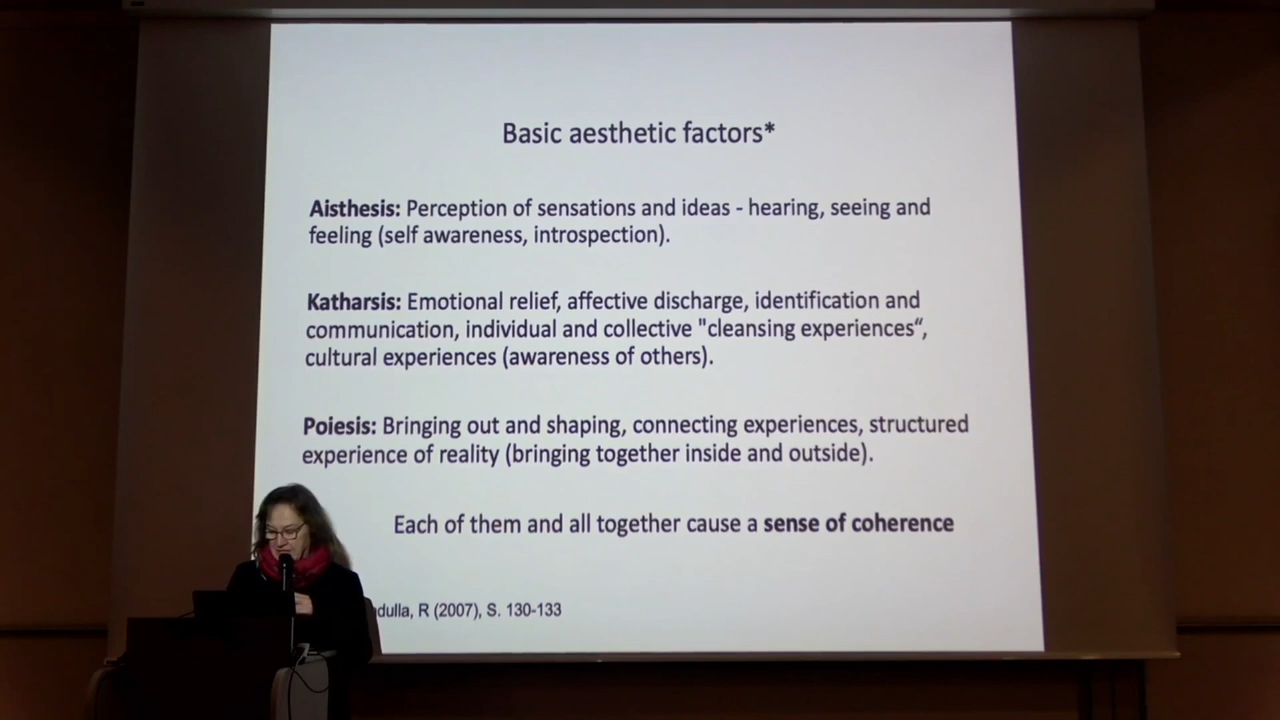 Basic aesthetic factors*
Aisthesis: Perception of sensations and ideas - hearing, seeing and
feeling (self awareness, introspection).
Katharsis: Emotional relief, affective discharge, identification and
communication, individual and collective "cleansing experiences“,
cultural experiences (awareness of others).
Poiesis: Bringing out and shaping, connecting experiences, structured
experience of reality (bringing together inside and outside).
Each of them and all together cause a sense of coherence
R (2007), S. 130-133